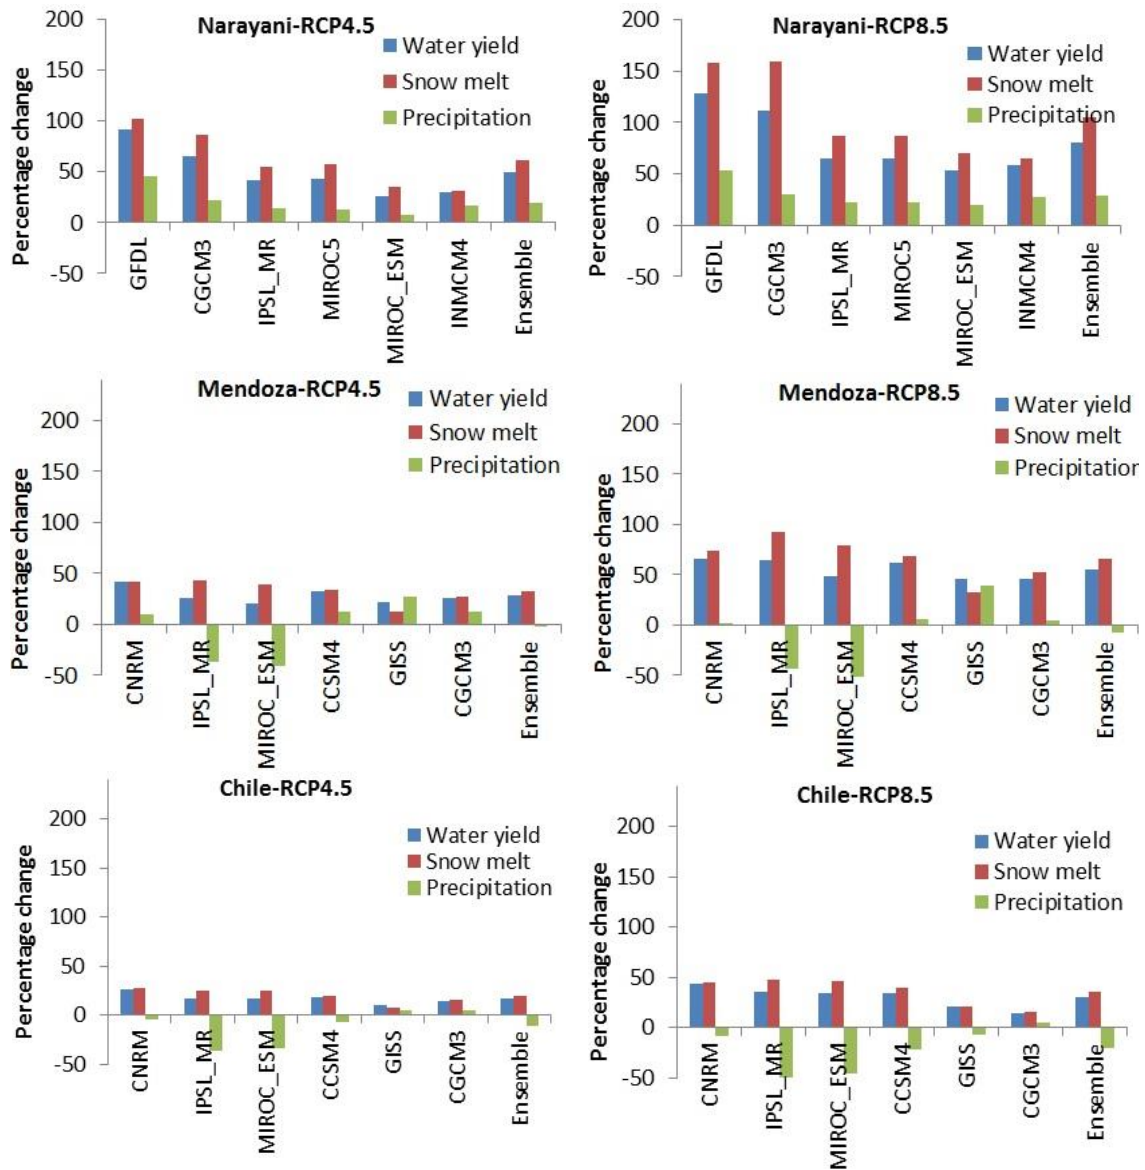 Narayani-RCP4.5
Percentage change
200
150
100
50
0
-50
Water yield
Snow melt
Precipitation
GFDL
CGCM3
IPSL_MR
MIROC5
MIROC_ESM
INMCM4
Ensemble
Narayani-RCP8.5
Percentage change
200
150
100
50
0
-50
Water yield
Snow melt
Precipitation
GFDL
CGCM3
IPSL_MR
MIROC5
MIROC_ESM
INMCM4
Ensemble
Mendoza-RCP4.5
Percentage change
200
150
100
50
0
-50
Water yield
Snow melt
Precipitation
CNRM
IPSL_MR
MIROC_ESM
CCSM4
GISS
CGCM3
Ensemble
Mendoza-RCP8.5
Percentage change
200
150
100
50
0
-50
Water yield
Snow melt
Precipitation
CNRM
IPSL_MR
MIROC_ESM
CCSM4
GISS
CGCM3
Ensemble
Chile-RCP4.5
Percentage change
200
150
100
50
0
-50
Water yield
Snow melt
Precipitation
CNRM
IPSL_MR
MIROC_ESM
CCSM4
GISS
CGCM3
Ensemble
Chile-RCP8.5
Percentage change
200
150
100
50
0
-50
Water yield
Snow melt
Precipitation
CNRM
IPSL_MR
MIROC_ESM
CCSM4
GISS
CGCM3
Ensemble